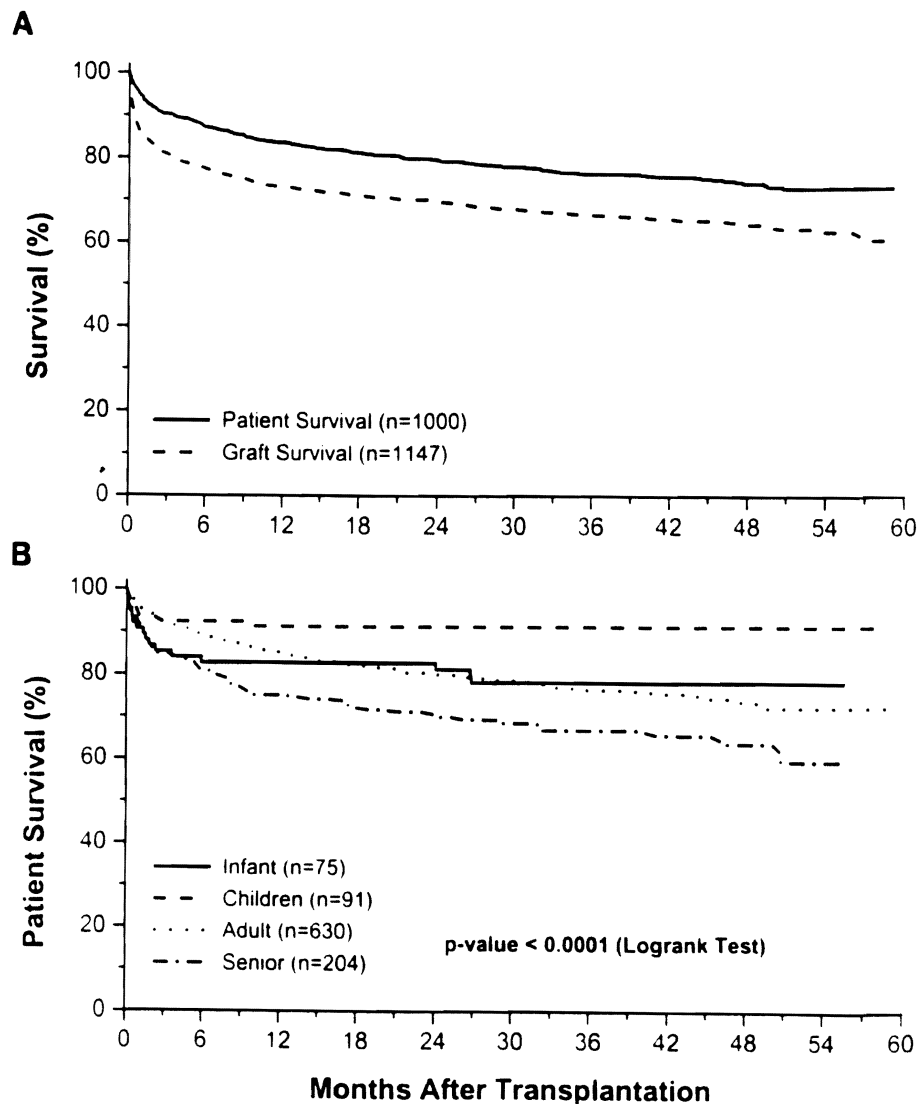 A
Survival (%)
100
80
60
40
20
0
Patient Survival (n=1000)
Graft Survival (n=1147)
0 6 12 18 24 30 36 42 48 54 60
B
Patient Survival (%)
100
80
60
40
20
0
Infant (n=75)
Children (n=91)
Adult (n=630)
Senior (n=204)
p-value < 0.0001 (Logrank Test)
0 6 12 18 24 30 36 42 48 54 60
Months After Transplantation